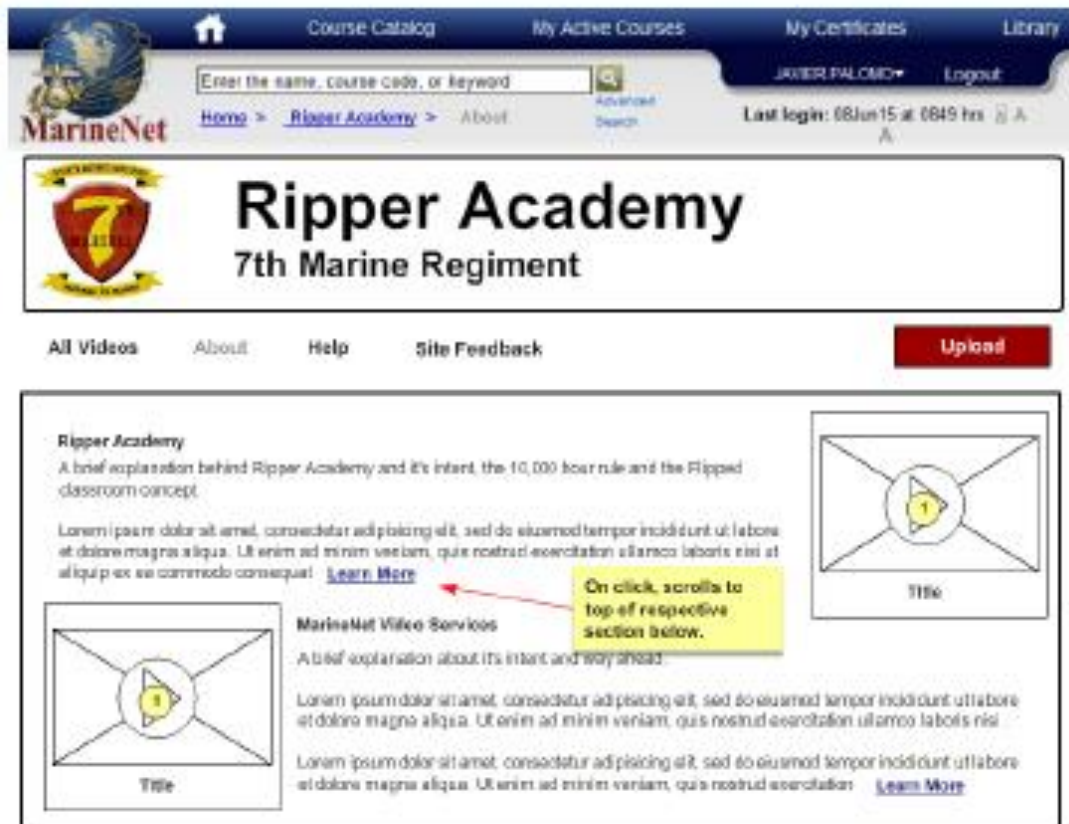 Course Catalog My Active Courses My Certificates Library
Enter the name, course code, or keyword
JAVIER PALOMO Logout
Advanced
Search
MarineNet
Home > Ripper Academy > About
Last login: 08Jun15 at 0849 hrs A
A
7
Ripper Academy
7th Marine Regiment
All Videos About Help Site Feedback Upload
Ripper Academy
A brief explanation behind Ripper Academy and it's intent, the 10,000 hour rule and the Flipped
classroom concept.
Lorem ipsum dolor sit amet, consectetur adipisicing elit, sed do eiusmod tempor incididunt ut labore
et dolore magna aliqua. Ut enim ad minim veniam, quis nostrud exercitation ullamco laboris nisi ut
aliquip ex ea commodo consequat Learn More
1
Title
On click, scrolls to
top of respective
section below.
MarineNet Video Services
A brief explanation about it's intent and way ahead.
Lorem ipsum dolor sit amet, consectetur adipisicing elit, sed do eiusmod tempor incididunt ut labore
et dolore magna aliqua. Ut enim ad minim veniam, quis nostrud exercitation ullamco laboris nisi
Lorem ipsum dolor sit amet, consectetur adipisicing elit, sed do eiusmod tempor incididunt ut labore
et dolore magna aliqua. Ut enim ad minim veniam, quis nostrud exercitation Learn More
Title